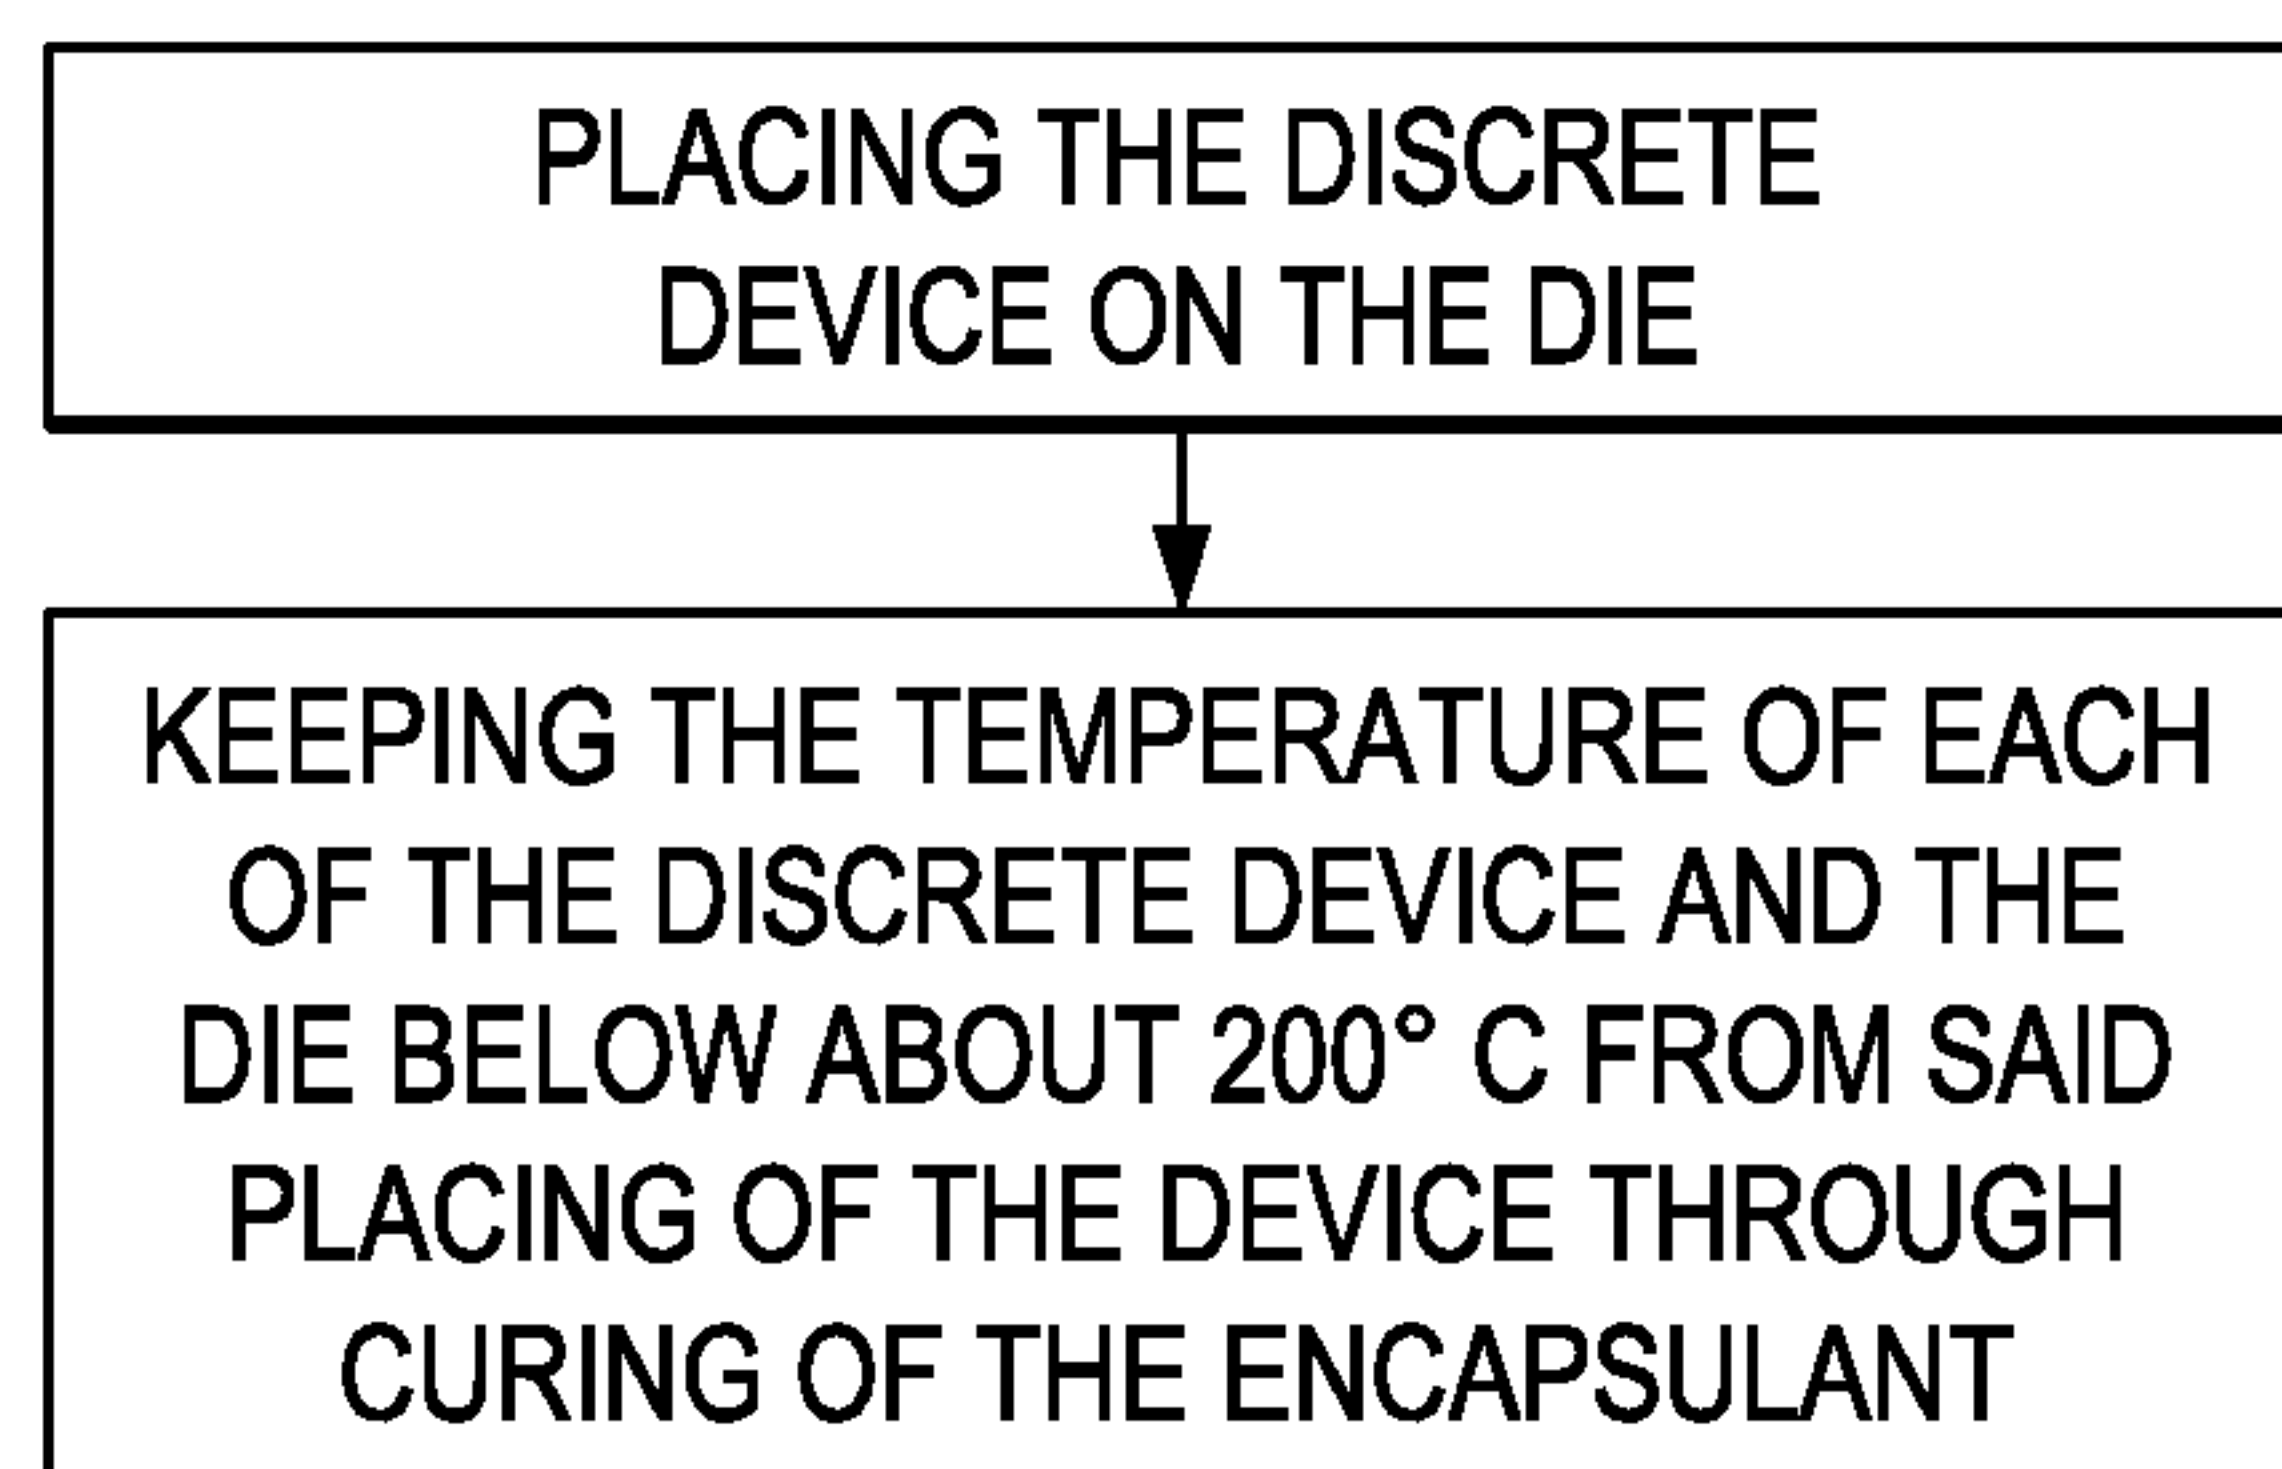 PLACING THE DISCRETE
DEVICE ON THE DIE
KEEPING THE TEMPERATURE OF EACH
OF THE DISCRETE DEVICE AND THE
DIE BELOW ABOUT 200° C FROM SAID
PLACING OF THE DEVICE THROUGH
CURING OF THE ENCAPSULANT